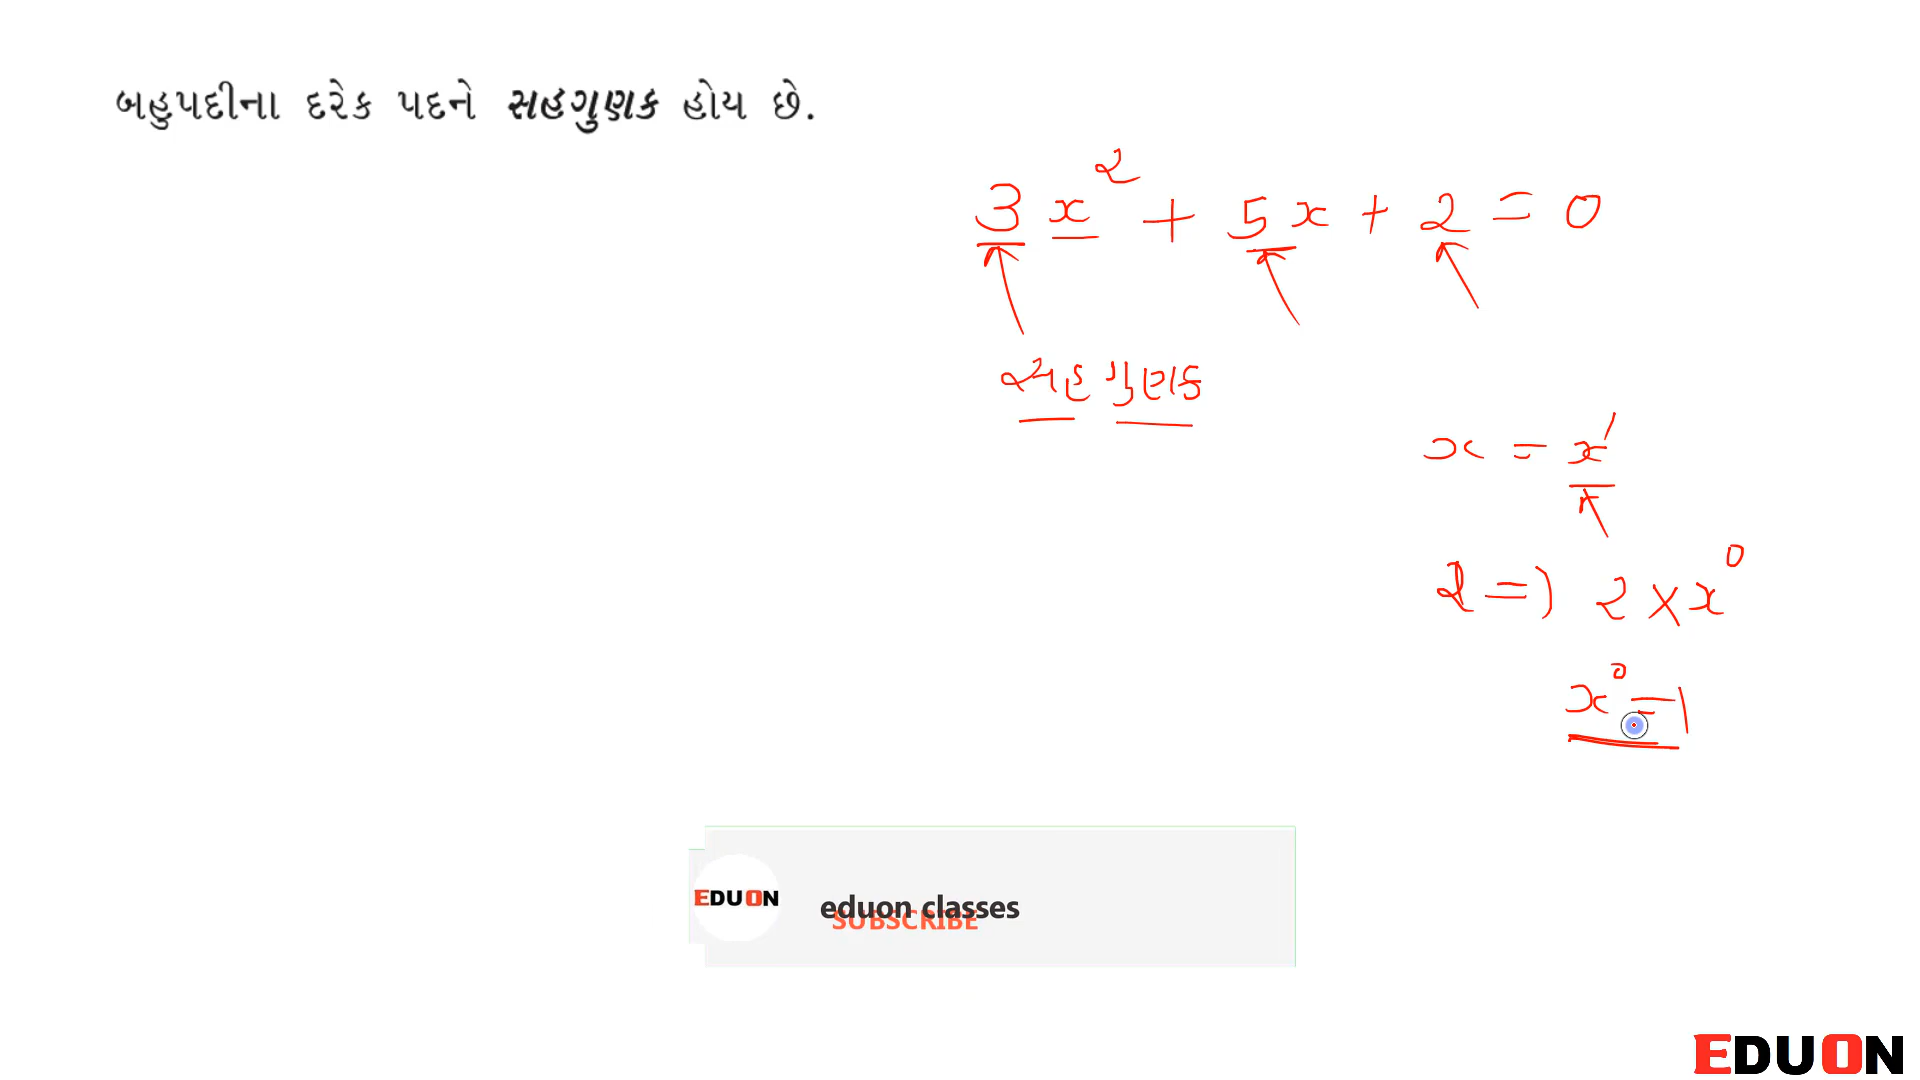 બહુપદીના દરેક પદને સહગુણક હોય છે.
3x² + 5x + 2 = 0
સહગુણક
x = x¹
2 => 2 × x⁰
x⁰ = 1
EDUON
eduon classes
SUBSCRIBE
EDUON